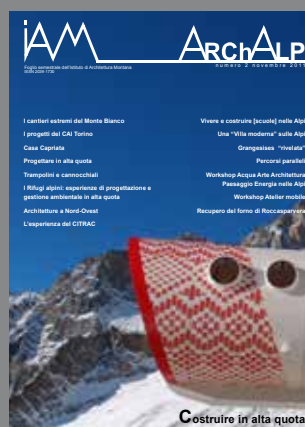 iAM
ARChALP
Foglio semestrale dell'Istituto di Architettura Montana
ISSN 2039-1730
numero 2 novembre 2011
I cantieri estremi del Monte Bianco
I progetti del CAI Torino
Casa Capriata
Progettare in alta quota
Trampolini e cannocchiali
I Rifugi alpini: esperienze di progettazione e
gestione ambientale in alta quota
Architetture a Nord-Ovest
L'esperienza del CITRAC
Vivere e costruire [scuole] nelle Alpi
Una “Villa moderna” sulle Alpi
Grangesises “rivelata”
Percorsi paralleli
Workshop Acqua Arte Architettura
Paesaggio Energia nelle Alpi
Workshop Atelier mobile
Recupero del forno di Roccasparvera
Costruire in alta quota